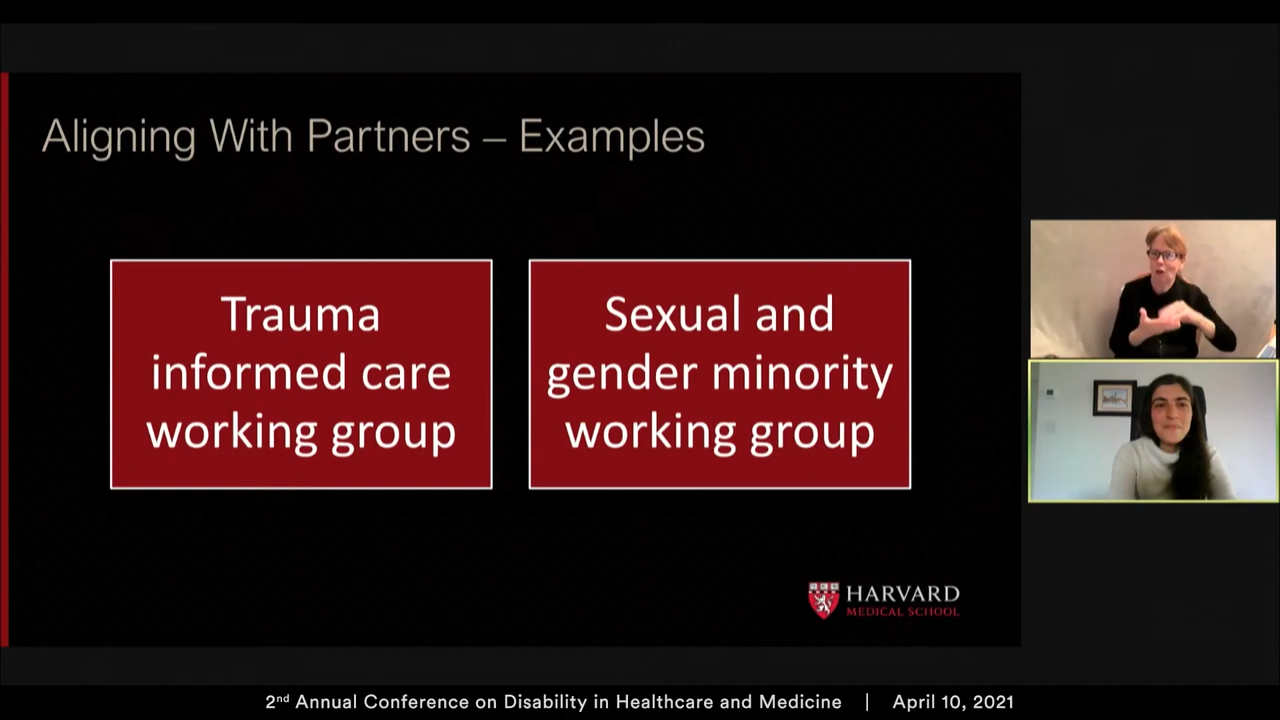 Aligning With Partners – Examples
Trauma
informed care
working group
Sexual and
gender minority
working group
HARVARD
MEDICAL SCHOOL
2nd Annual Conference on Disability in Healthcare and Medicine | April 10, 2021